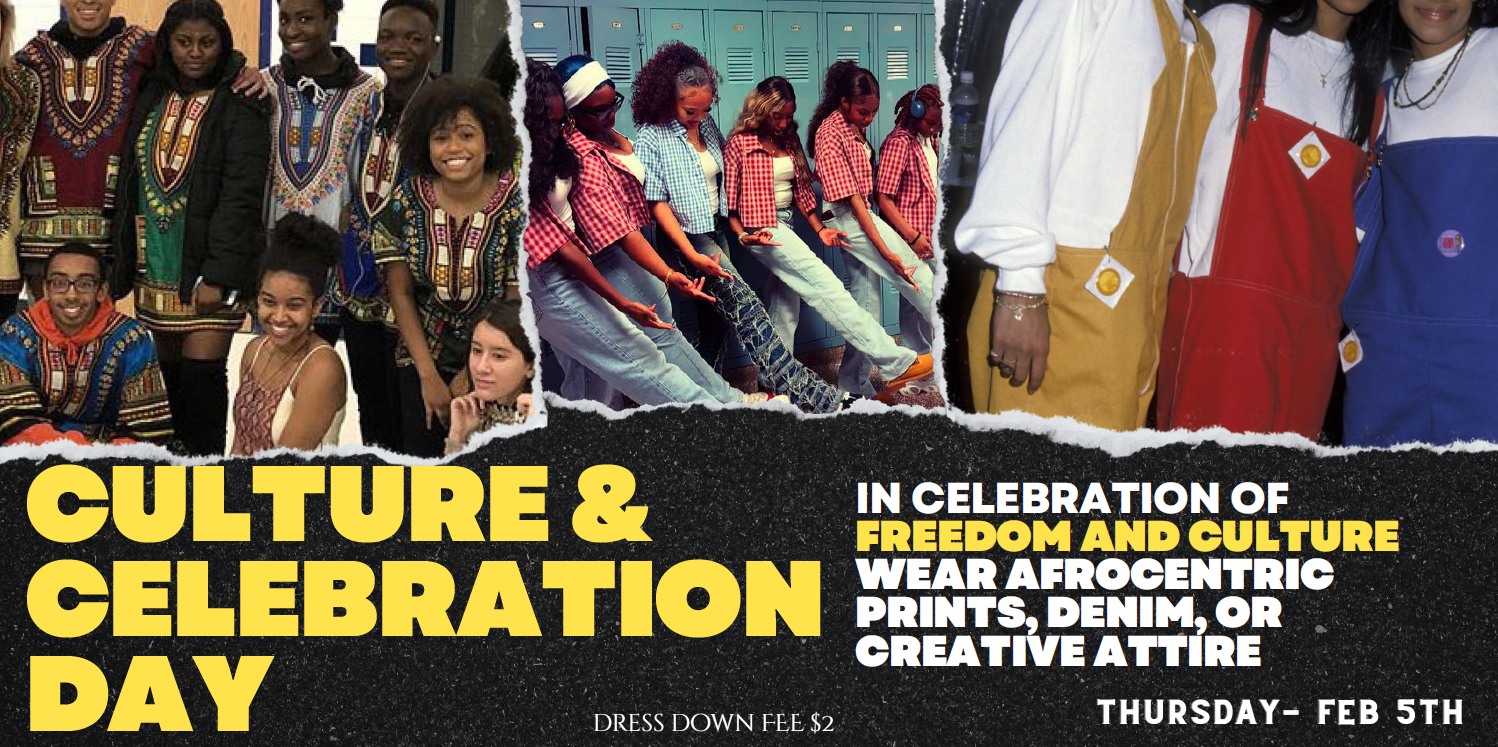 CULTURE &
CELEBRATION
DAY
DRESS DOWN FEE $2
IN CELEBRATION OF
FREEDOM AND CULTURE
WEAR AFROCENTRIC
PRINTS, DENIM, OR
CREATIVE ATTIRE
THURSDAY- FEB 5TH